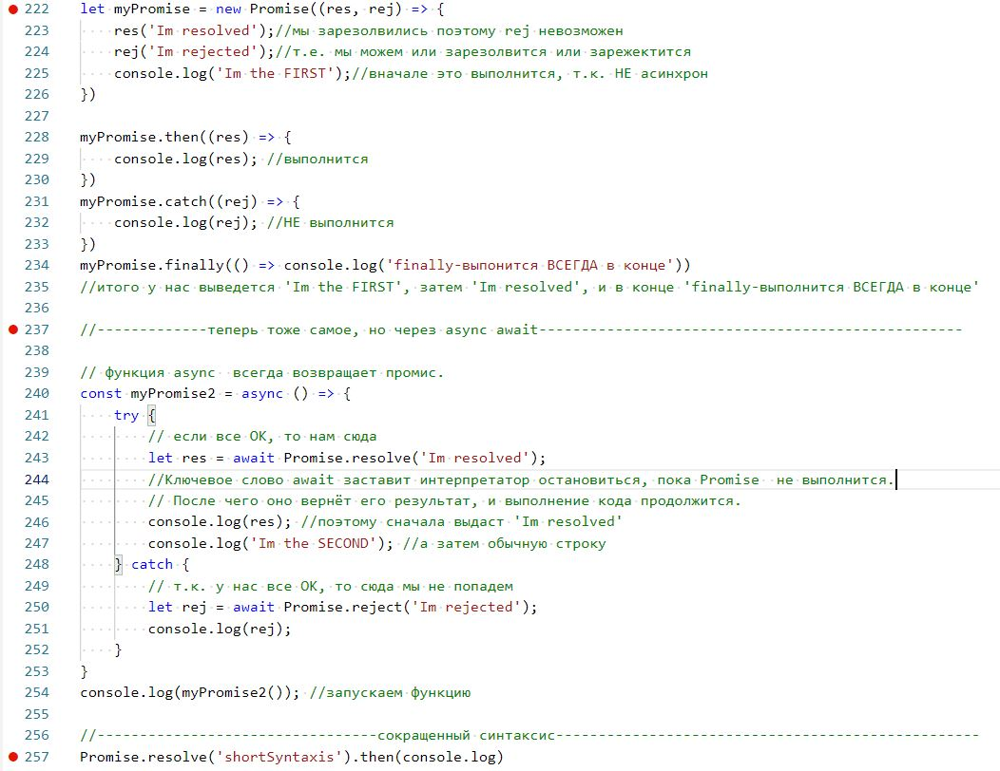 222 let myPromise = new Promise((res, rej) => {
223     res('Im resolved');//мы зарезолвились поэтому rej невозможен
224     rej('Im rejected');//т.е. мы можем или зарезолвится или зарежектится
225     console.log('Im the FIRST');//вначале это выполнится, т.к. НЕ асинхрон
226 })
227
228 myPromise.then((res) => {
229     console.log(res); //выполнится
230 })
231 myPromise.catch((rej) => {
232     console.log(rej); //НЕ выполнится
233 })
234 myPromise.finally(() => console.log('finally-выпонится ВСЕГДА в конце'))
235 //итого у нас выведется 'Im the FIRST', затем 'Im resolved', и в конце 'finally-выполнится ВСЕГДА в конце'
236
237 //-------------теперь тоже самое, но через async await--------------------------------------------------
238
239 // функция async  всегда возвращает промис.
240 const myPromise2 = async () => {
241     try {
242         // если все ОК, то нам сюда
243         let res = await Promise.resolve('Im resolved');
244         //Ключевое слово await заставит интерпретатор остановиться, пока Promise  не выполнится.
245         // После чего оно вернёт его результат, и выполнение кода продолжится.
246         console.log(res); //поэтому сначала выдаст 'Im resolved'
247         console.log('Im the SECOND'); //а затем обычную строку
248     } catch {
249         // т.к. у нас все ОК, то сюда мы не попадем
250         let rej = await Promise.reject('Im rejected');
251         console.log(rej);
252     }
253 }
254 console.log(myPromise2()); //запускаем функцию
255
256 //---------------------------------сокращенный синтаксис--------------------------------------------------
257 Promise.resolve('shortSyntaxis').then(console.log)